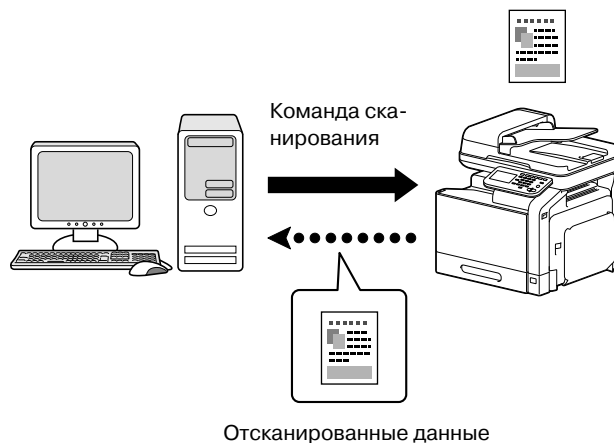 Команда ска-
нирования
Отсканированные данные